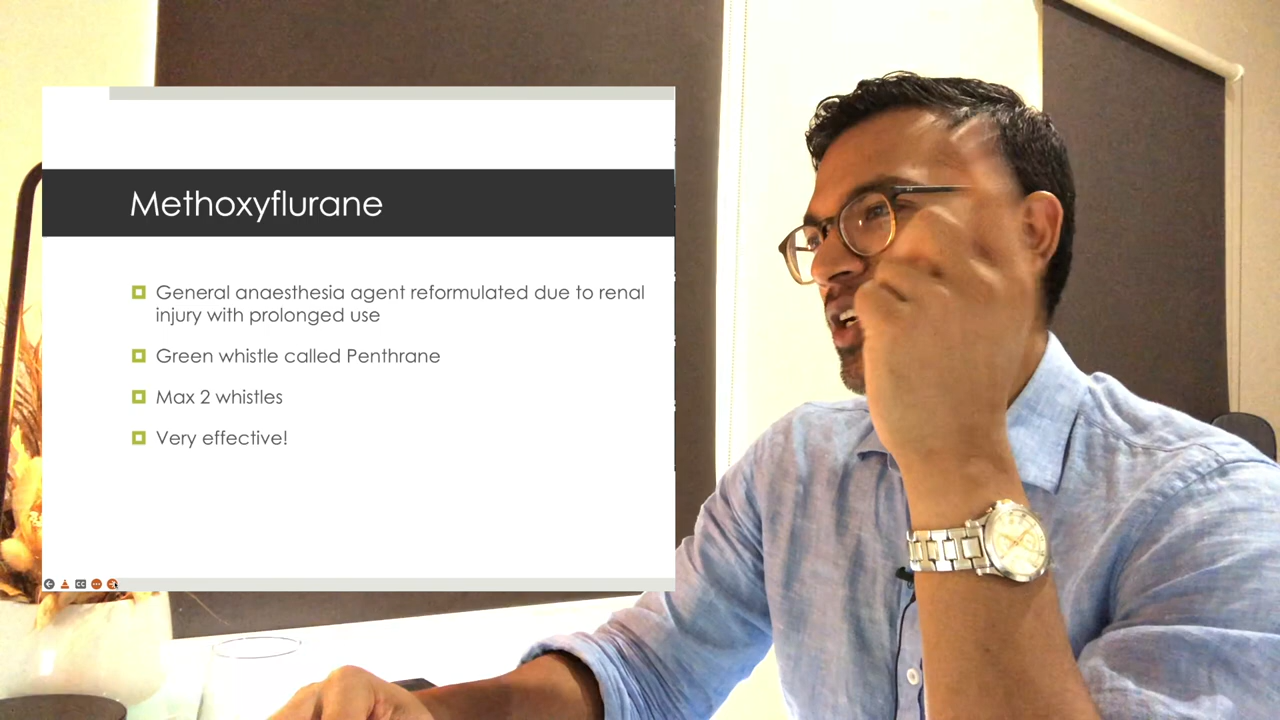 Methoxyflurane
General anaesthesia agent reformulated due to renal
injury with prolonged use
Green whistle called Penthrane
Max 2 whistles
Very effective!
CC